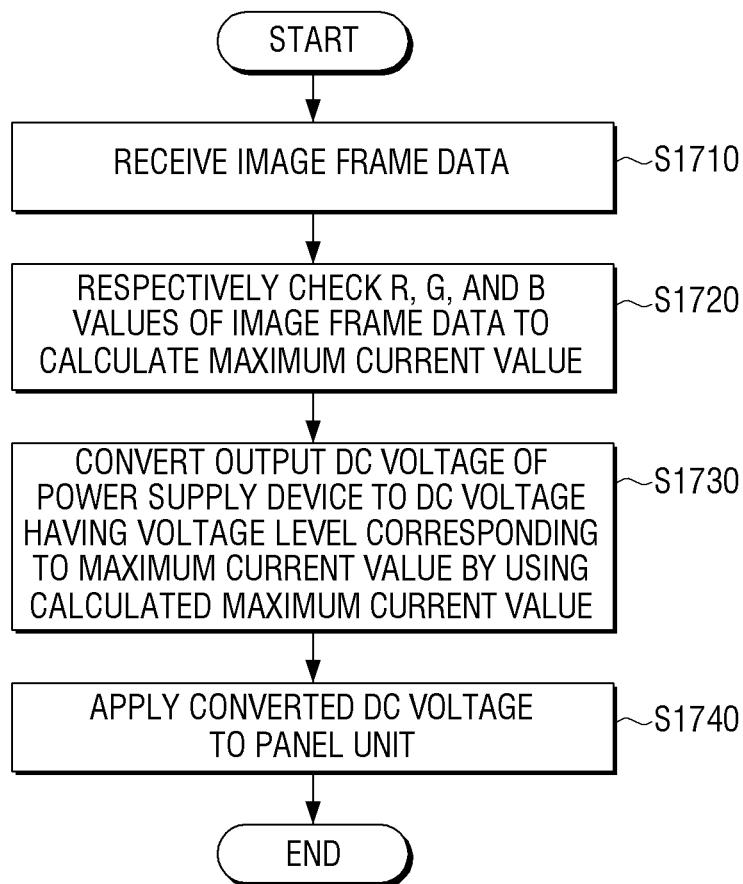 START
RECEIVE IMAGE FRAME DATA
S1710
RESPECTIVELY CHECK R, G, AND B
VALUES OF IMAGE FRAME DATA TO
CALCULATE MAXIMUM CURRENT VALUE
S1720
CONVERT OUTPUT DC VOLTAGE OF
POWER SUPPLY DEVICE TO DC VOLTAGE
HAVING VOLTAGE LEVEL CORRESPONDING
TO MAXIMUM CURRENT VALUE BY USING
CALCULATED MAXIMUM CURRENT VALUE
S1730
APPLY CONVERTED DC VOLTAGE
TO PANEL UNIT
S1740
END